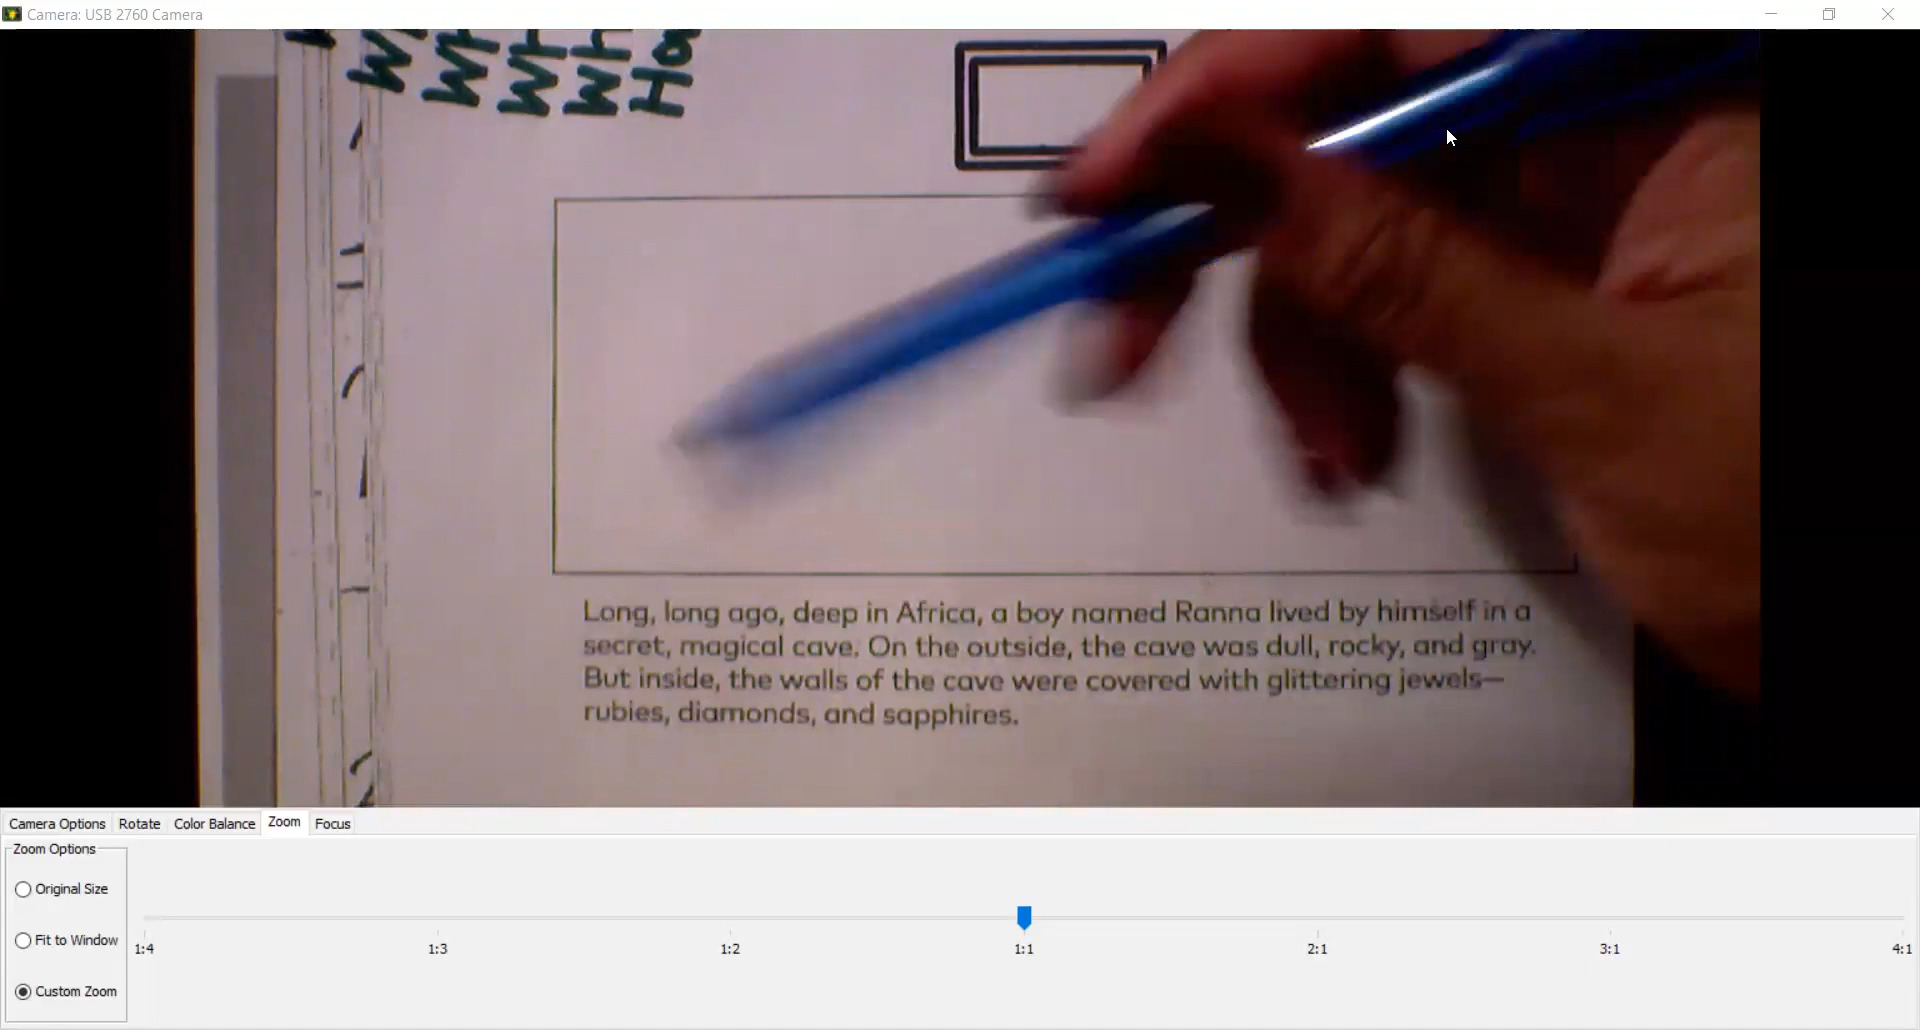 Camera: USB 2760 Camera
Long, long ago, deep in Africa, a boy named Ranna lived by himself in a
secret, magical cave. On the outside, the cave was dull, rocky, and gray.
But inside, the walls of the cave were covered with glittering jewels—
rubies, diamonds, and sapphires.
Camera Options Rotate Color Balance Zoom Focus
Zoom Options
Original Size
Fit to Window
Custom Zoom
1:4 1:3 1:2 1:1 2:1 3:1 4:1